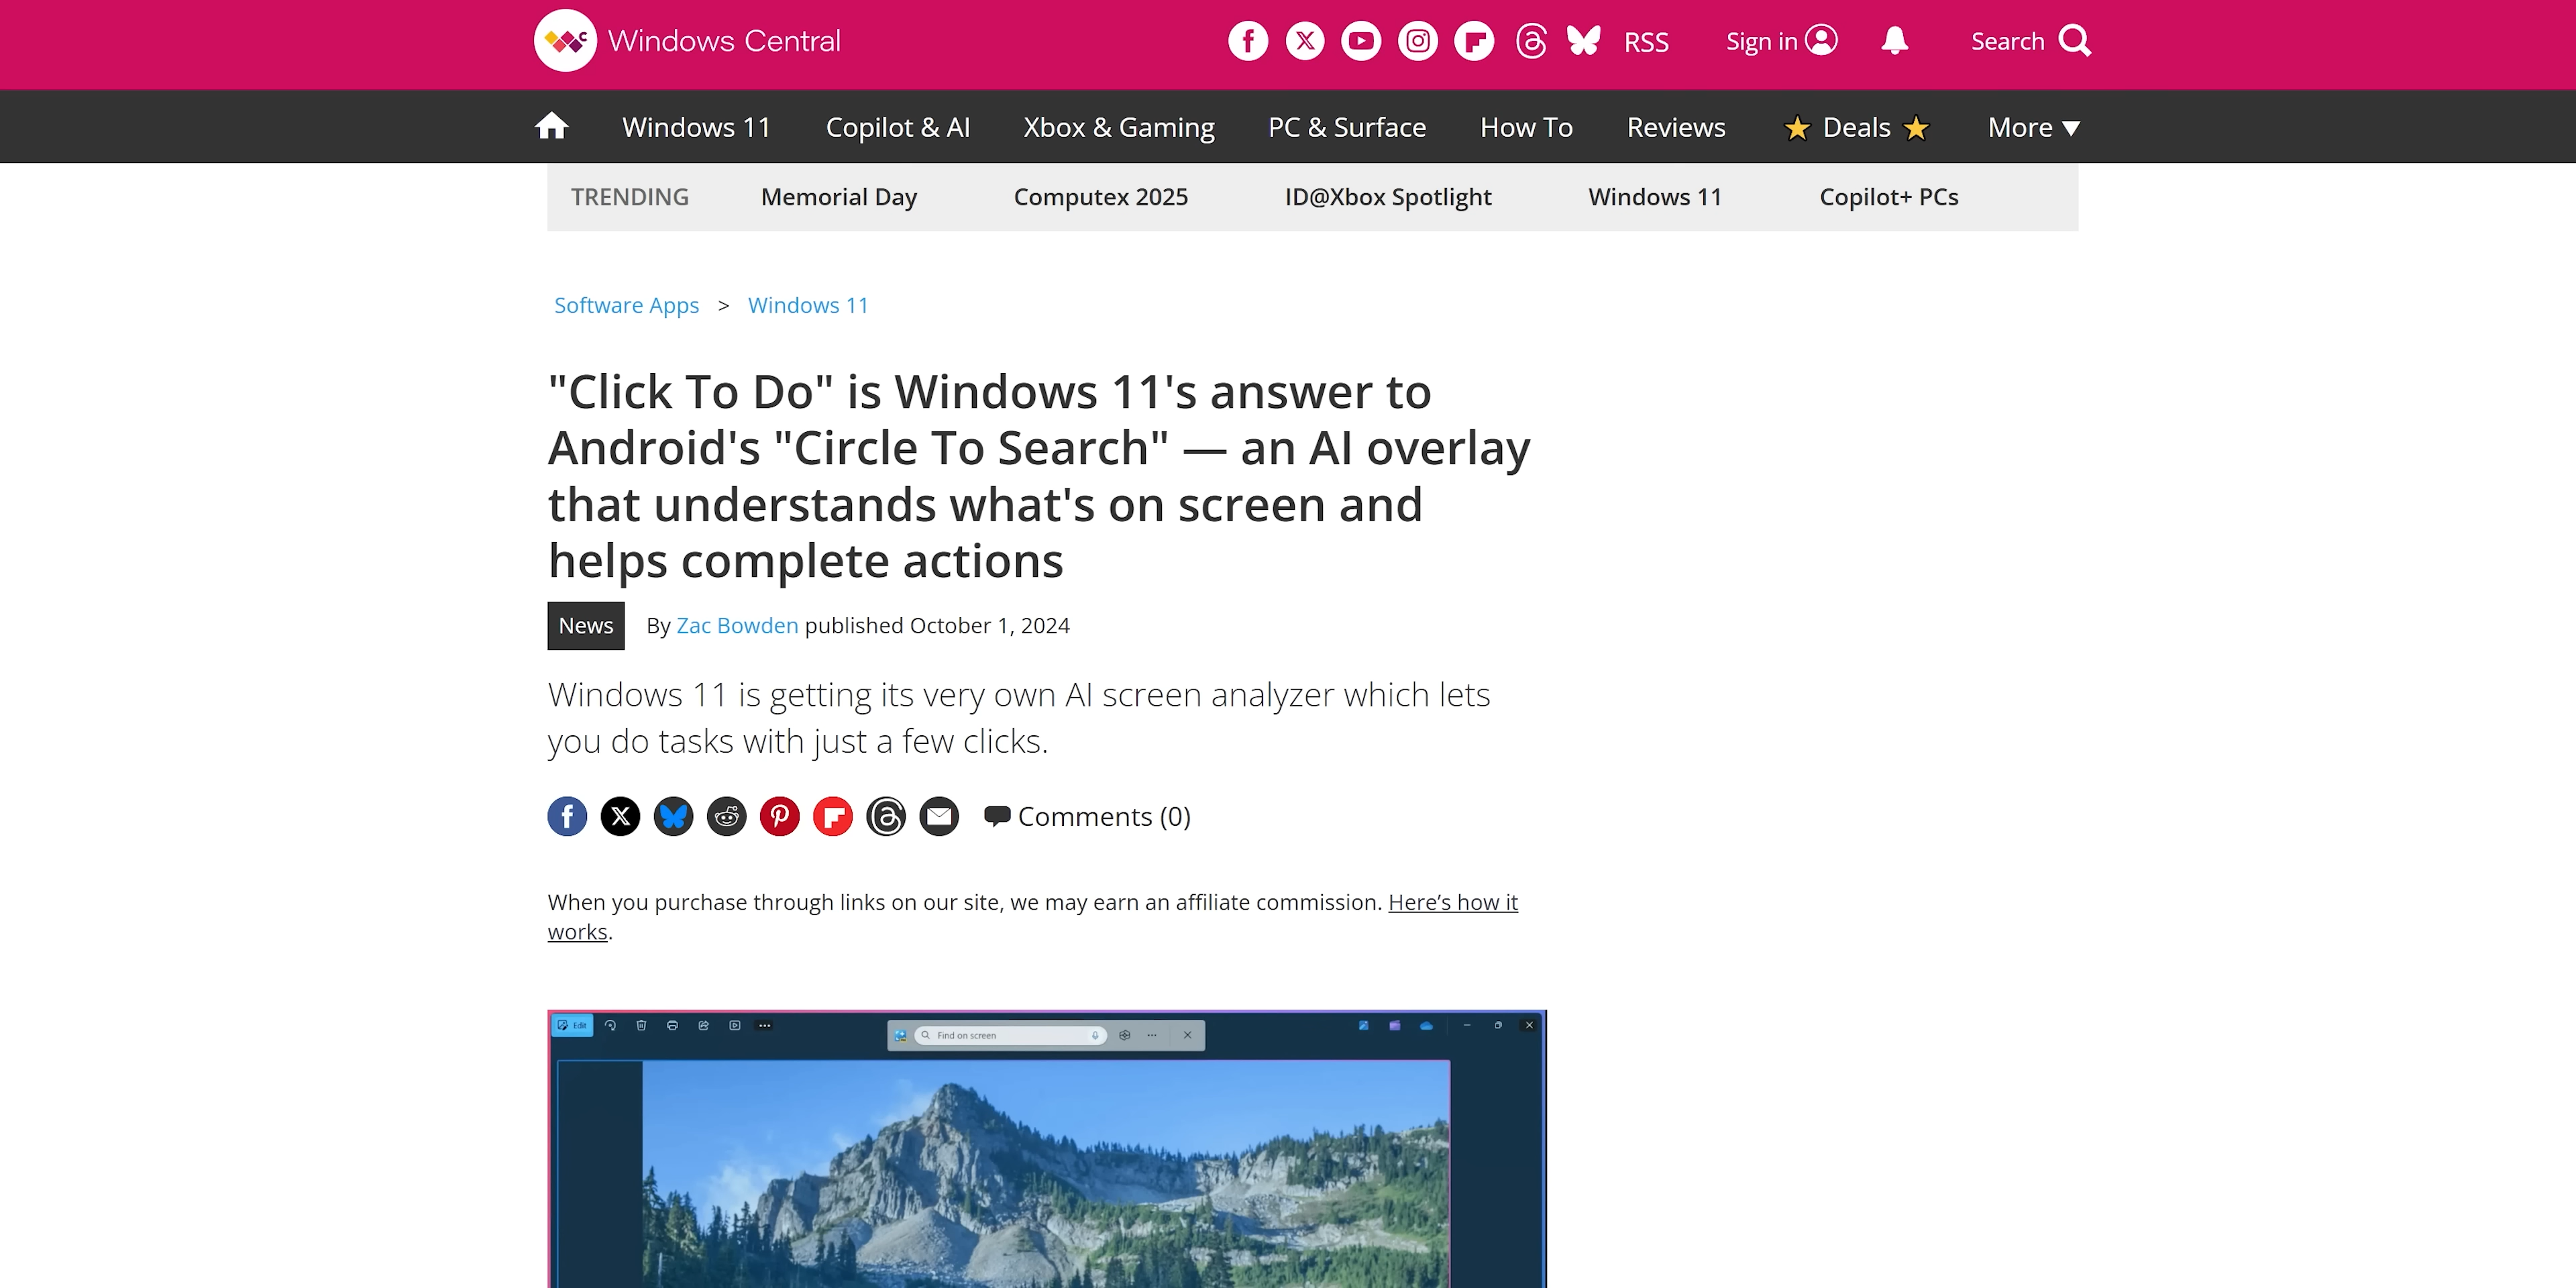 Windows Central
RSS
Sign in
Search
Windows 11
Copilot & AI
Xbox & Gaming
PC & Surface
How To
Reviews
Deals
More
TRENDING
Memorial Day
Computex 2025
ID@Xbox Spotlight
Windows 11
Copilot+ PCs
Software Apps > Windows 11
"Click To Do" is Windows 11's answer to
Android's "Circle To Search" — an AI overlay
that understands what's on screen and
helps complete actions
News
By Zac Bowden published October 1, 2024
Windows 11 is getting its very own AI screen analyzer which lets
you do tasks with just a few clicks.
Comments (0)
When you purchase through links on our site, we may earn an affiliate commission. Here’s how it
works.
Edit
Find on screen